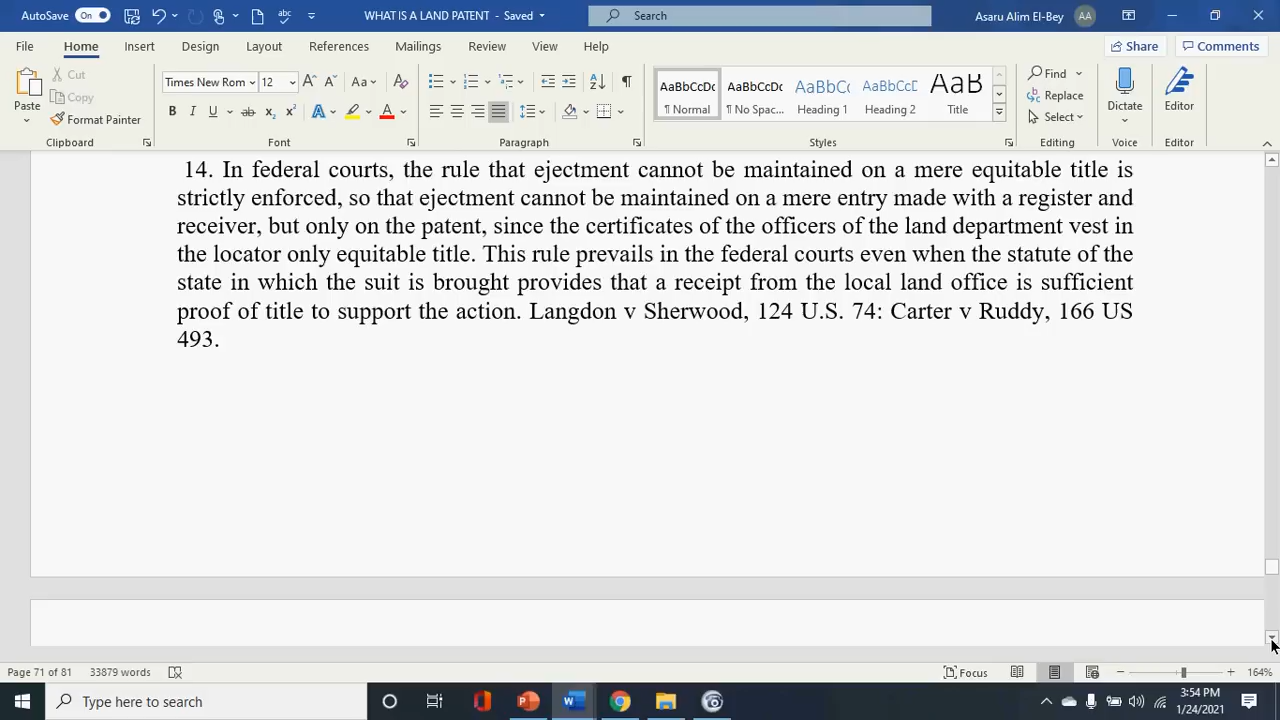 AutoSave On WHAT IS A LAND PATENT - Saved Search Asaru Alim El-Bey AA
File Home Insert Design Layout References Mailings Review View Help Share Comments
Paste Cut Copy Format Painter
Times New Rom 12 Aa
AaBbCcDc AaBbCcDc AaBbCc AaBbCcE AaB
¶ Normal ¶ No Spac... Heading 1 Heading 2 Title
Find Replace Select Dictate Editor
Clipboard Font Paragraph Styles Editing Voice Editor
14. In federal courts, the rule that ejectment cannot be maintained on a mere equitable title is
strictly enforced, so that ejectment cannot be maintained on a mere entry made with a register and
receiver, but only on the patent, since the certificates of the officers of the land department vest in
the locator only equitable title. This rule prevails in the federal courts even when the statute of the
state in which the suit is brought provides that a receipt from the local land office is sufficient
proof of title to support the action. Langdon v Sherwood, 124 U.S. 74: Carter v Ruddy, 166 US
493.
Page 71 of 81 33879 words Focus 164%
Type here to search 3:54 PM
1/24/2021